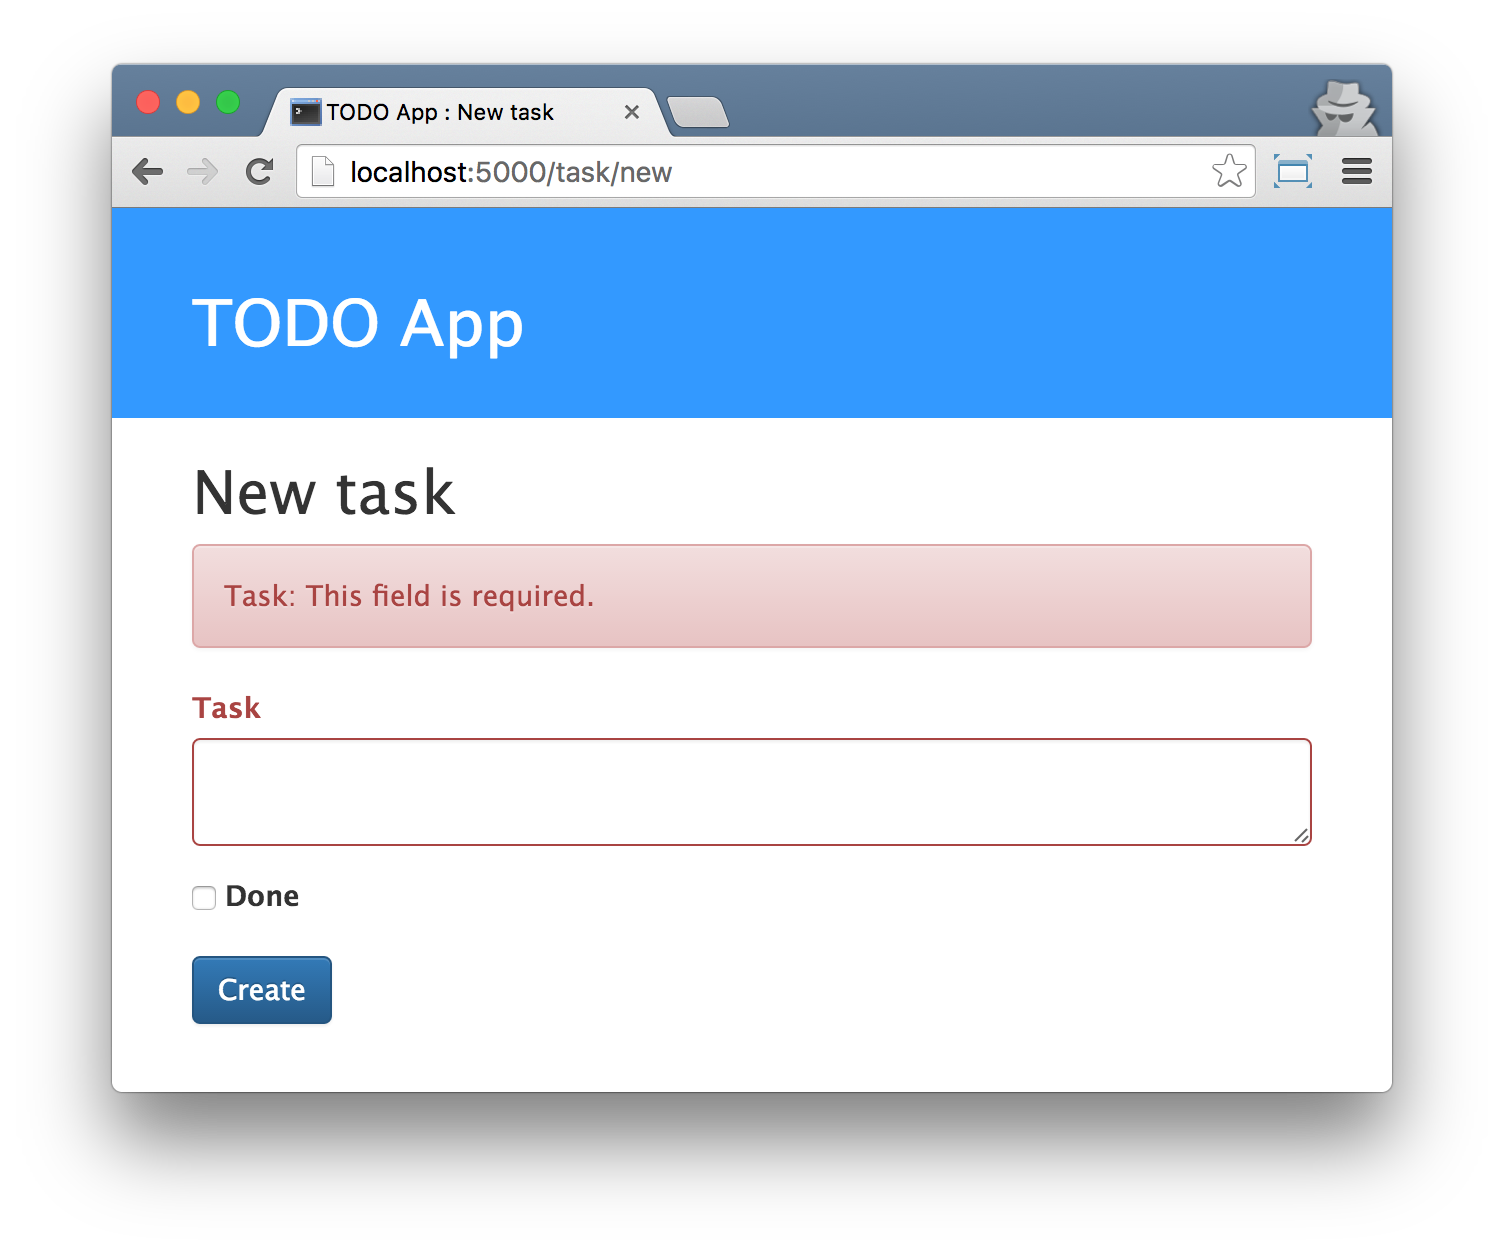 TODO App : New task
localhost:5000/task/new
TODO App
New task
Task: This field is required.
Task
Done
Create